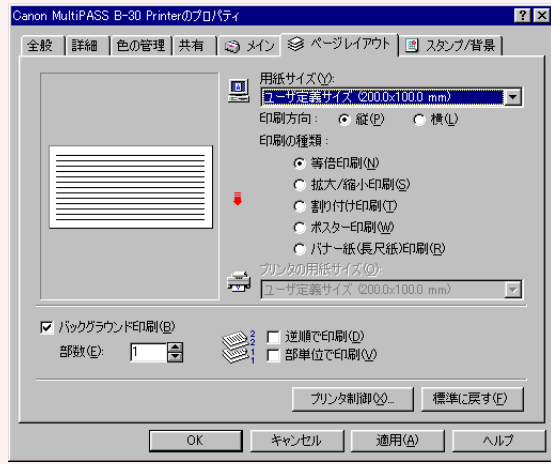 Canon MultiPASS B-30 Printerのプロパティ
全般 詳細 色の管理 共有 メイン ページレイアウト スタンプ/背景
用紙サイズ(Y):
ユーザ定義サイズ (200.0x100.0 mm)
印刷方向： 縦(P) 横(L)
印刷の種類：
等倍印刷(N)
拡大/縮小印刷(S)
割り付け印刷(T)
ポスター印刷(W)
バナー紙(長尺紙)印刷(R)
プリンタの用紙サイズ(O):
ユーザ定義サイズ (200.0x100.0 mm)
バックグラウンド印刷(B)
部数(E): 1
2 2 1 1
逆順で印刷(D)
部単位で印刷(V)
プリンタ制御(X)... 標準に戻す(F)
OK キャンセル 適用(A) ヘルプ